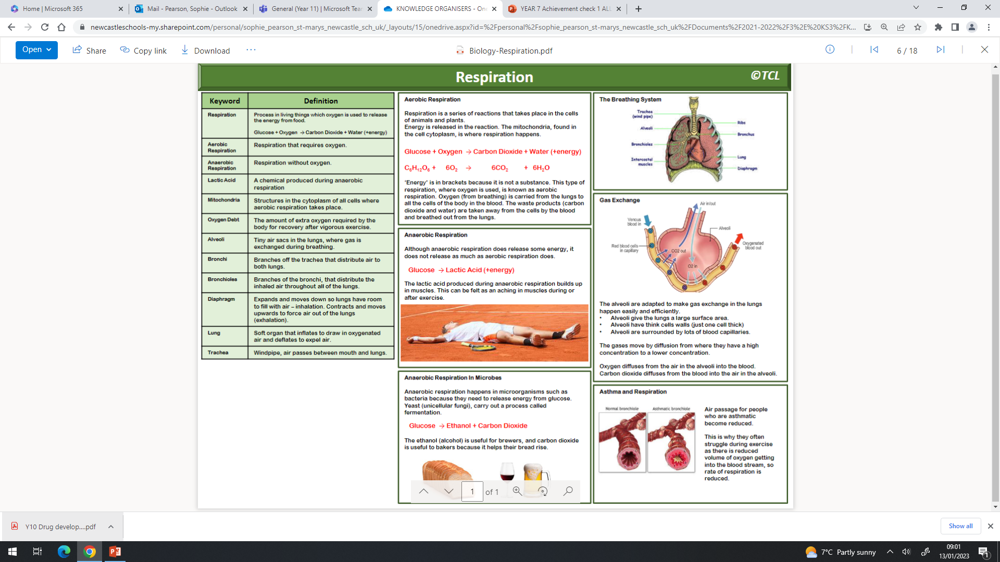 Home | Microsoft 365
Mail - Pearson, Sophie - Outlook
General (Year 11) | Microsoft Tear
KNOWLEDGE ORGANISERS - One
YEAR 7 Achievement check 1 ALL
newcastleschools-my.sharepoint.com/personal/sophie_pearson_st-marys_newcastle_sch_uk/_layouts/15/onedrive.aspx?id=%2Fpersonal%2Fsophie_pearson_st-marys_newcastle_sch_uk%2FDocuments%2F2021-2022%2F3%2E%20KS3%2FK...
Open
Share
Copy link
Download
...
Biology-Respiration.pdf
6 / 18
Respiration
©TCL
Keyword Definition
Respiration
Process in living things which oxygen is used to release
the energy from food.
Glucose + Oxygen → Carbon Dioxide + Water (+energy)
Aerobic
Respiration
Respiration that requires oxygen.
Anaerobic
Respiration
Respiration without oxygen.
Lactic Acid
A chemical produced during anaerobic
respiration
Mitochondria
Structures in the cytoplasm of all cells where
aerobic respiration takes place.
Oxygen Debt
The amount of extra oxygen required by the
body for recovery after vigorous exercise.
Alveoli
Tiny air sacs in the lungs, where gas is
exchanged during breathing.
Bronchi
Branches off the trachea that distribute air to
both lungs.
Bronchioles
Branches of the bronchi, that distribute the
inhaled air throughout all of the lungs.
Diaphragm
Expands and moves down so lungs have room
to fill with air – inhalation. Contracts and moves
upwards to force air out of the lungs
(exhalation).
Lung
Soft organ that inflates to draw in oxygenated
air and deflates to expel air.
Trachea
Windpipe, air passes between mouth and lungs.
Aerobic Respiration
Respiration is a series of reactions that takes place in the cells
of animals and plants.
Energy is released in the reaction. The mitochondria, found in
the cell cytoplasm, is where respiration happens.
Glucose + Oxygen → Carbon Dioxide + Water (+energy)
C₆H₁₂O₆ + 6O₂ → 6CO₂ + 6H₂O
‘Energy’ is in brackets because it is not a substance. This type of
respiration, where oxygen is used, is known as aerobic
respiration. Oxygen (from breathing) is carried from the lungs to
all the cells of the body in the blood. The waste products (carbon
dioxide and water) are taken away from the cells by the blood
and breathed out from the lungs.
Anaerobic Respiration
Although anaerobic respiration does release some energy, it
does not release as much as aerobic respiration does.
Glucose → Lactic Acid (+energy)
The lactic acid produced during anaerobic respiration builds up
in muscles. This can be felt as an aching in muscles during or
after exercise.
Anaerobic Respiration In Microbes
Anaerobic respiration happens in microorganisms such as
bacteria because they need to release energy from glucose.
Yeast (unicellular fungi), carry out a process called
fermentation.
Glucose → Ethanol + Carbon Dioxide
The ethanol (alcohol) is useful for brewers, and carbon dioxide
is useful to bakers because it helps their bread rise.
1 of 1
The Breathing System
Trachea
(wind pipe)
Alveoli
Bronchioles
Intercostal
muscles
Ribs
Bronchus
Lung
Diaphragm
Gas Exchange
Air in/out
Venous
blood in
Alveoli
Red blood cells
in capillary
Oxygenated
blood out
CO2 out
O2 in
The alveoli are adapted to make gas exchange in the lungs
happen easily and efficiently.
• Alveoli give the lungs a large surface area.
• Alveoli have think cells walls (just one cell thick)
• Alveoli are surrounded by lots of blood capillaries.
The gases move by diffusion from where they have a high
concentration to a lower concentration.
Oxygen diffuses from the air in the alveoli into the blood.
Carbon dioxide diffuses from the blood into the air in the alveoli.
Asthma and Respiration
Normal bronchiole
Asthmatic bronchiole
Air passage for people
who are asthmatic
become reduced.
This is why they often
struggle during exercise
as there is reduced
volume of oxygen getting
into the blood stream, so
rate of respiration is
reduced.
Y10 Drug develop....pdf
Show all
7°C Partly sunny
09:01
13/01/2023
1